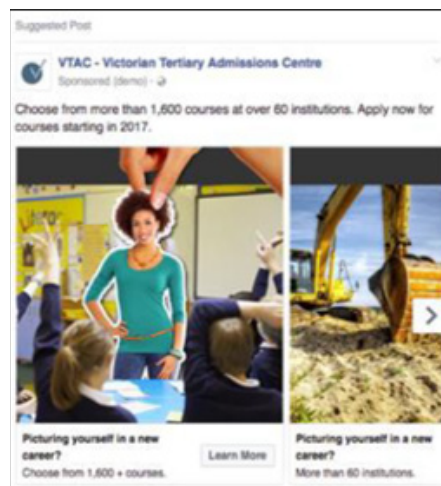 Suggested Post
VTAC - Victorian Tertiary Admissions Centre
Sponsored (demo) ·
Choose from more than 1,600 courses at over 60 institutions. Apply now for
courses starting in 2017.
Picturing yourself in a new
career?
Choose from 1,600 + courses.
Learn More
Picturing yourself in a new
career?
More than 60 institutions.